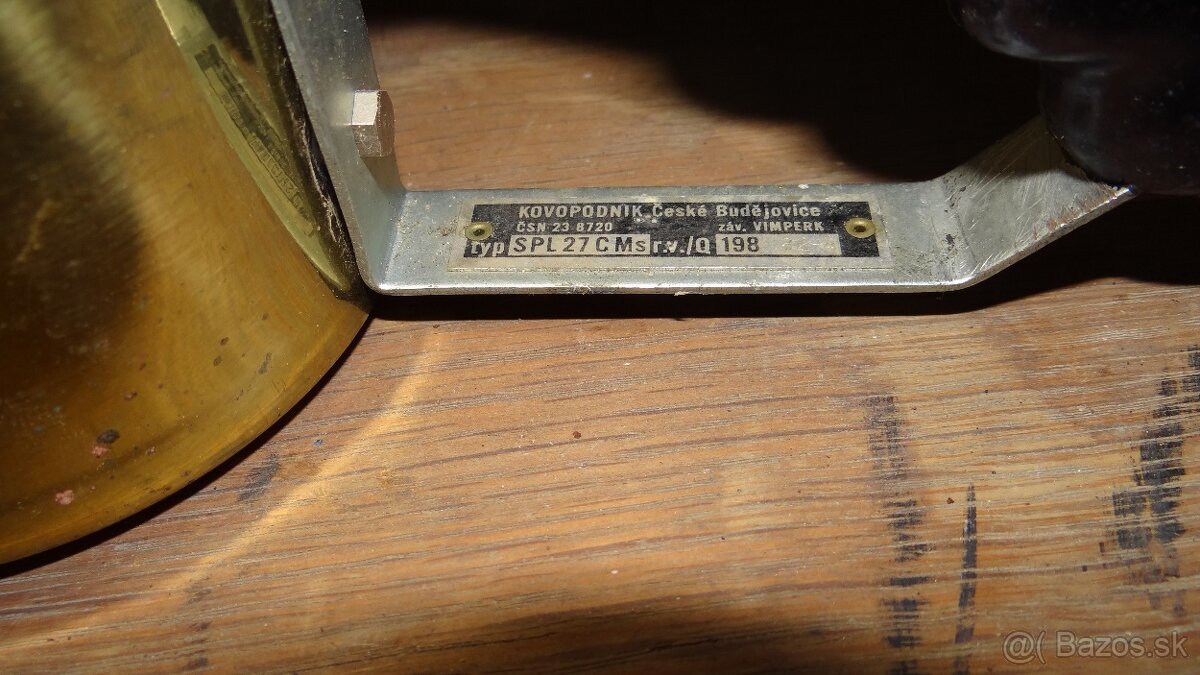 KOVOPODNIK České Budějovice
ČSN 23 8720 záv. VIMPERK
typ SPL 27 C Ms r.v./Q 198
@( Bazos.sk